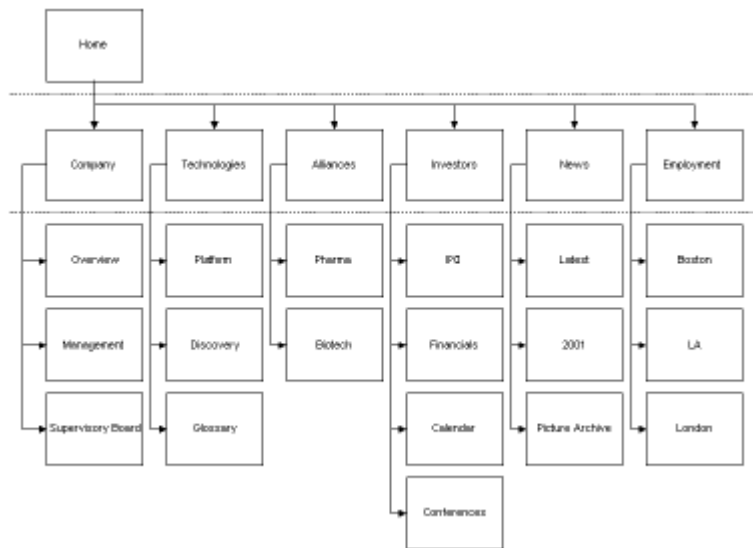 Home
Company
Technologies
Alliances
Investors
News
Employment
Overview
Platform
Pharma
IPO
Latest
Boston
Management
Discovery
Biotech
Financials
2001
LA
Supervisory Board
Glossary
Calendar
Picture Archive
London
Conferences